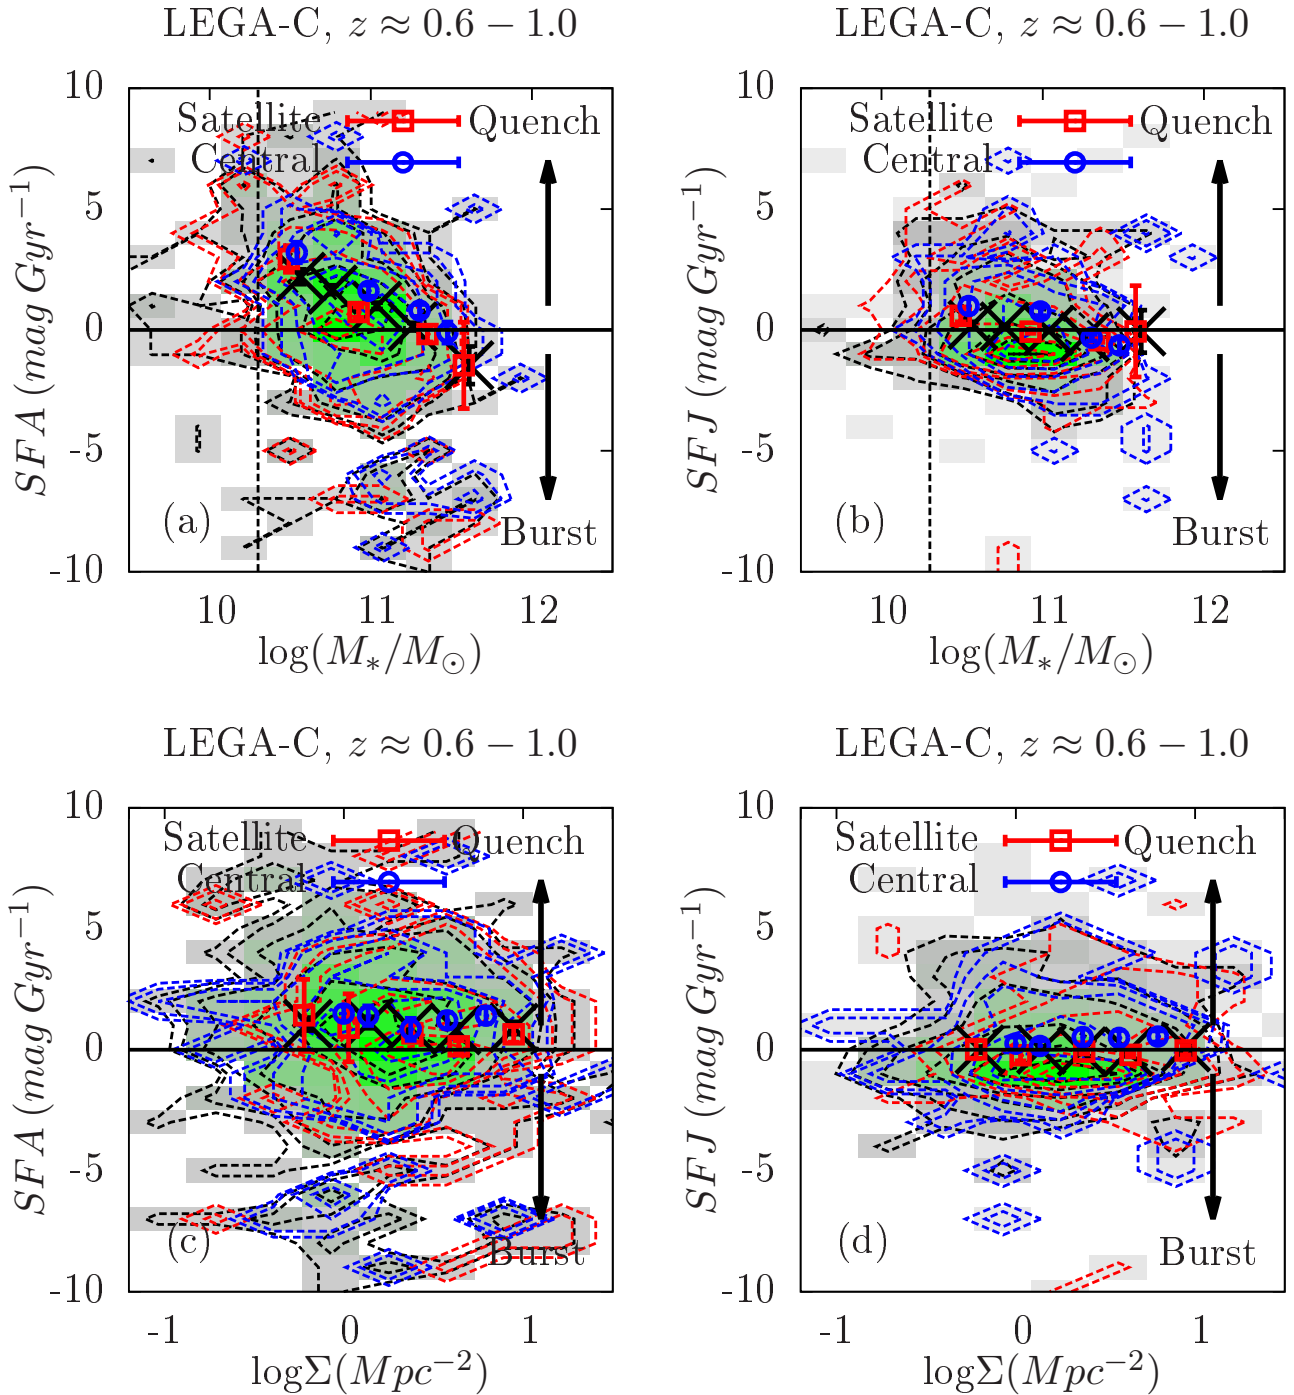 LEGA-C, z ≈ 0.6 − 1.0
LEGA-C, z ≈ 0.6 − 1.0
10
5
0
-5
-10
SFA (mag Gyr−1)
Satellite
Central
Quench
Burst
(a)
10
11
12
log(M∗/M⊙)
10
5
0
-5
-10
SFJ (mag Gyr−1)
Satellite
Central
Quench
Burst
(b)
10
11
12
log(M∗/M⊙)
LEGA-C, z ≈ 0.6 − 1.0
LEGA-C, z ≈ 0.6 − 1.0
10
5
0
-5
-10
SFA (mag Gyr−1)
Satellite
Central
Quench
Burst
(c)
-1
0
1
logΣ(Mpc−2)
10
5
0
-5
-10
SFJ (mag Gyr−1)
Satellite
Central
Quench
Burst
(d)
-1
0
1
logΣ(Mpc−2)